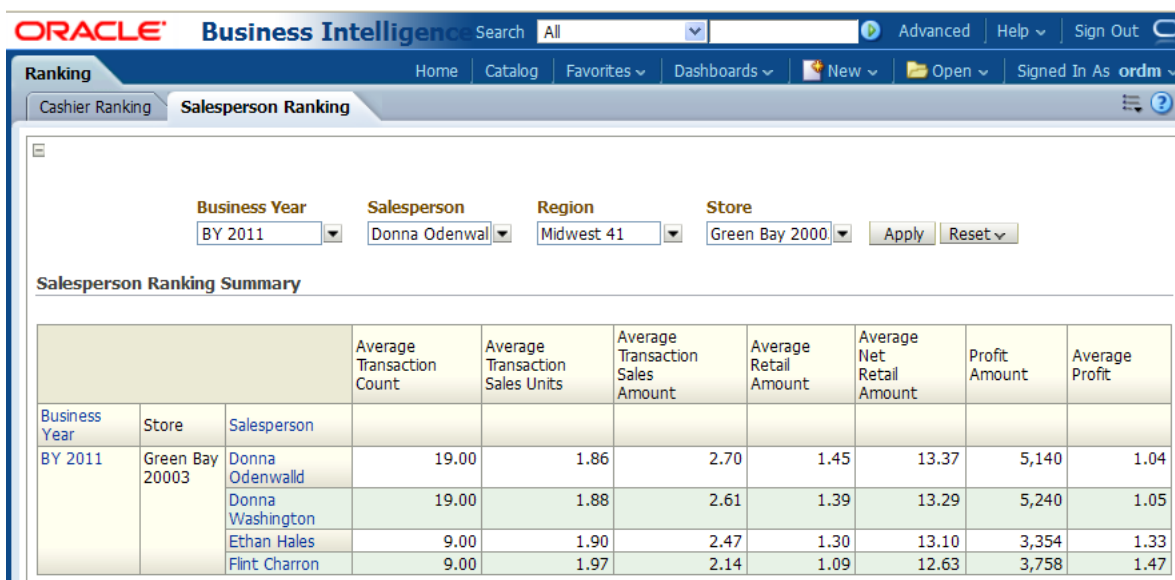 ORACLE Business Intelligence Search All Advanced Help Sign Out
Ranking Home Catalog Favorites Dashboards New Open Signed In As ordm
Cashier Ranking Salesperson Ranking
Business Year Salesperson Region Store
BY 2011 Donna Odenwal Midwest 41 Green Bay 2000 Apply Reset
Salesperson Ranking Summary
Average Transaction Count Average Transaction Sales Units Average Transaction Sales Amount Average Retail Amount Average Net Retail Amount Profit Amount Average Profit
Business Year Store Salesperson
BY 2011 Green Bay 20003 Donna Odenwalld 19.00 1.86 2.70 1.45 13.37 5,140 1.04
Donna Washington 19.00 1.88 2.61 1.39 13.29 5,240 1.05
Ethan Hales 9.00 1.90 2.47 1.30 13.10 3,354 1.33
Flint Charron 9.00 1.97 2.14 1.09 12.63 3,758 1.47